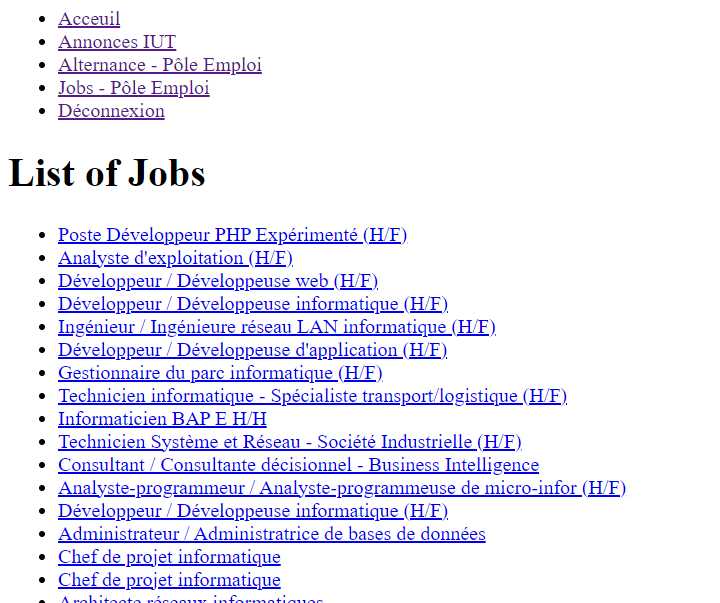 Acceuil
Annonces IUT
Alternance - Pôle Emploi
Jobs - Pôle Emploi
Déconnexion
List of Jobs
Poste Développeur PHP Expérimenté (H/F)
Analyste d'exploitation (H/F)
Développeur / Développeuse web (H/F)
Développeur / Développeuse informatique (H/F)
Ingénieur / Ingénieure réseau LAN informatique (H/F)
Développeur / Développeuse d'application (H/F)
Gestionnaire du parc informatique (H/F)
Technicien informatique - Spécialiste transport/logistique (H/F)
Informaticien BAP E H/H
Technicien Système et Réseau - Société Industrielle (H/F)
Consultant / Consultante décisionnel - Business Intelligence
Analyste-programmeur / Analyste-programmeuse de micro-infor (H/F)
Développeur / Développeuse informatique (H/F)
Administrateur / Administratrice de bases de données
Chef de projet informatique
Chef de projet informatique
Architecte réseaux informatiques